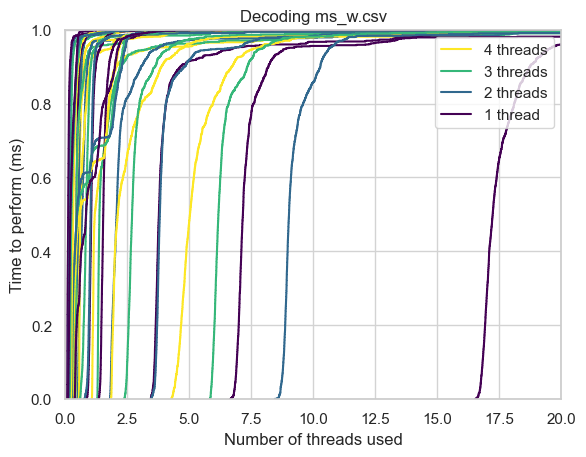 Decoding ms_w.csv
Time to perform (ms)
1.0
0.8
0.6
0.4
0.2
0.0
4 threads
3 threads
2 threads
1 thread
0.0 2.5 5.0 7.5 10.0 12.5 15.0 17.5 20.0
Number of threads used